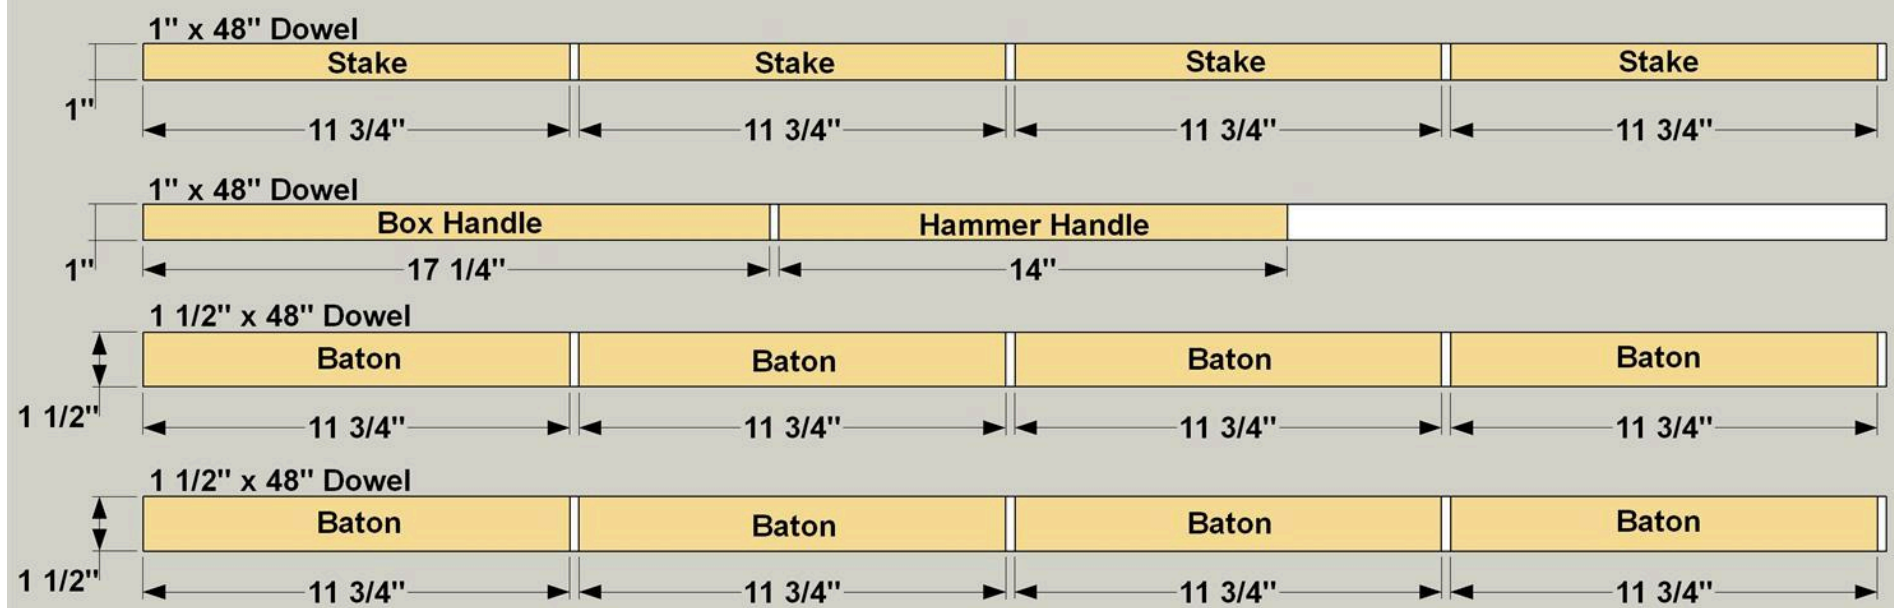 1" x 48" Dowel
Stake Stake Stake Stake
1"
11 3/4" 11 3/4" 11 3/4" 11 3/4"
1" x 48" Dowel
Box Handle Hammer Handle
1"
17 1/4" 14"
1 1/2" x 48" Dowel
Baton Baton Baton Baton
1 1/2"
11 3/4" 11 3/4" 11 3/4" 11 3/4"
1 1/2" x 48" Dowel
Baton Baton Baton Baton
1 1/2"
11 3/4" 11 3/4" 11 3/4" 11 3/4"